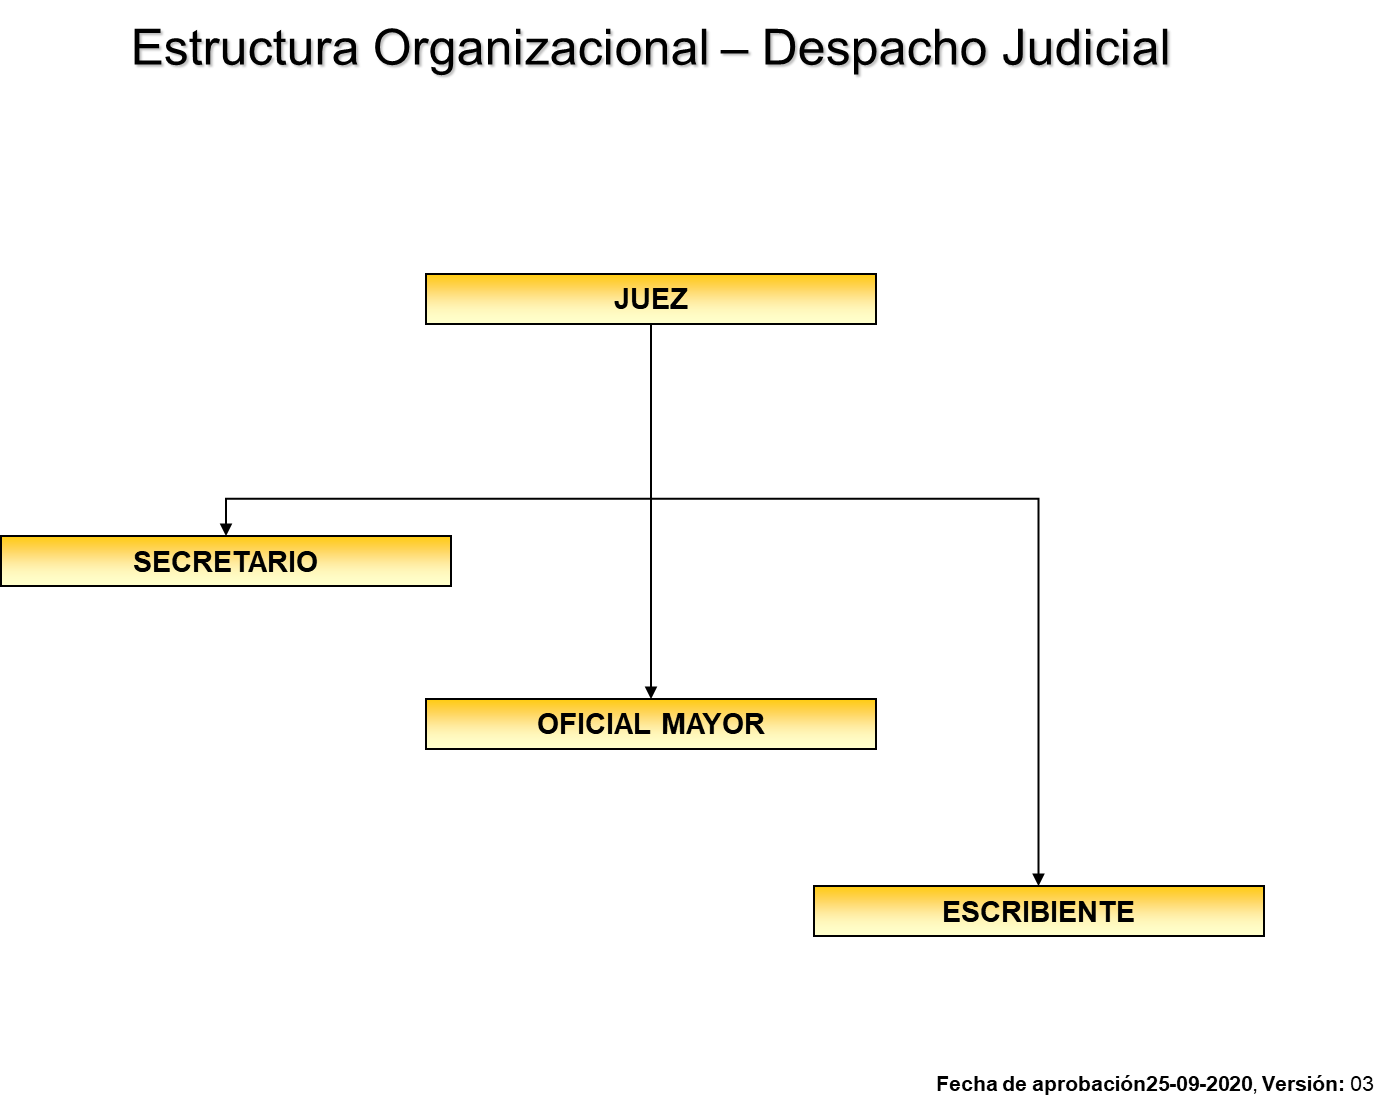 Estructura Organizacional – Despacho Judicial
JUEZ
SECRETARIO
OFICIAL MAYOR
ESCRIBIENTE
Fecha de aprobación25-09-2020, Versión: 03